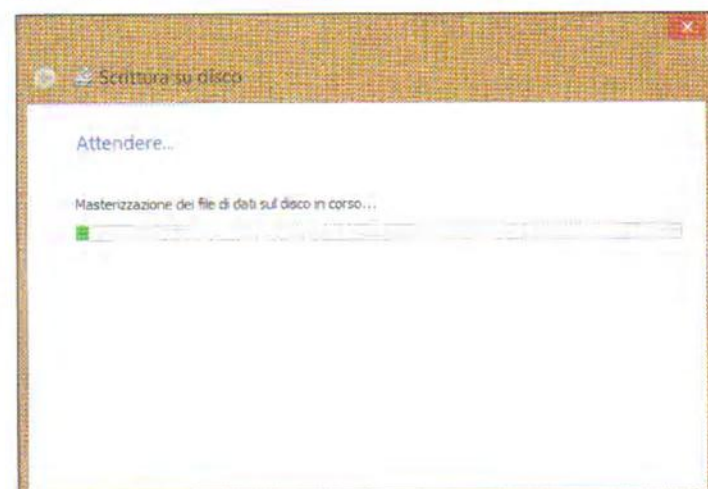 Scrittura su disco
Attendere...
Masterizzazione dei file di dati sul disco in corso...